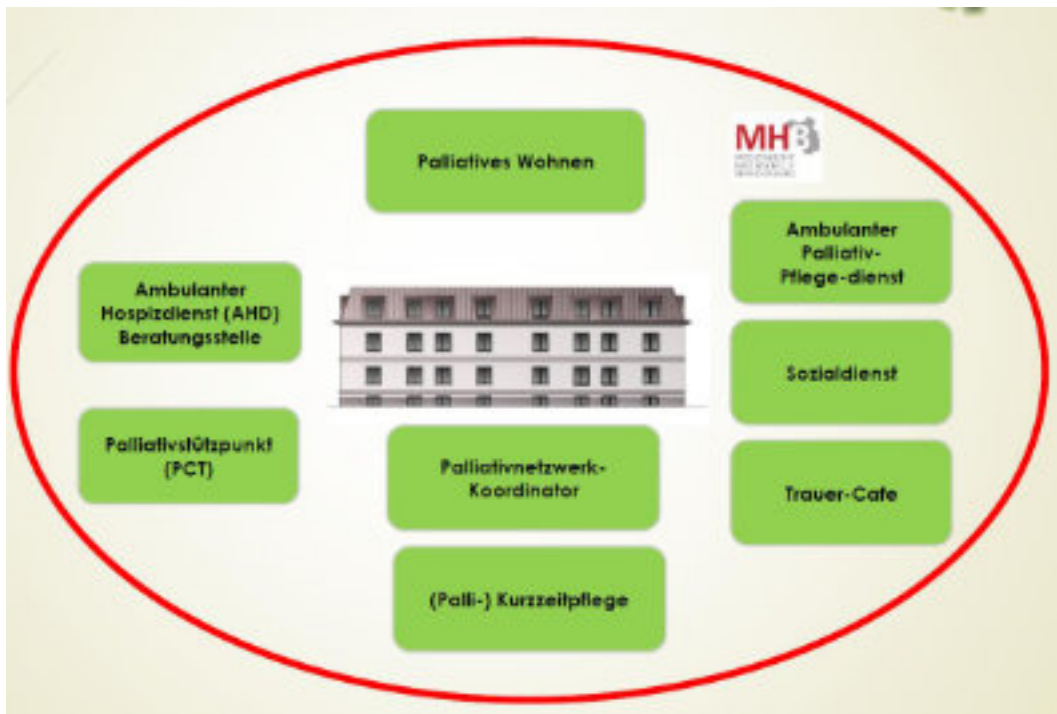 Palliatives Wohnen
MHB
Ambulanter
Palliativ-
Pflege-dienst
Ambulanter
Hospizdienst (AHD)
Beratungsstelle
Sozialdienst
Palliativstützpunkt
(PCT)
Palliativnetzwerk-
Koordinator
Trauer-Cafe
(Palli-) Kurzzeitpflege